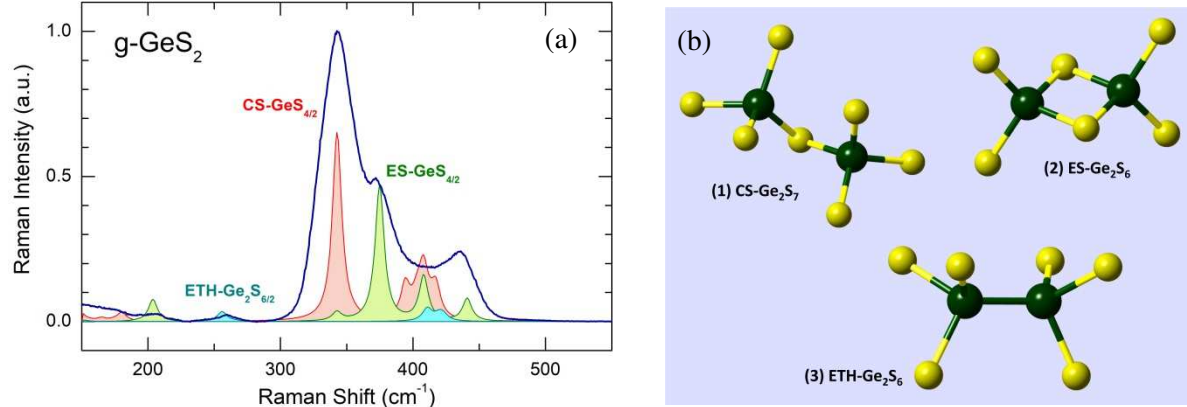 (a)
g-GeS2
CS-GeS4/2
ES-GeS4/2
ETH-Ge2S6/2
Raman Intensity (a.u.)
1.0
0.5
0.0
200 300 400 500
Raman Shift (cm-1)
(b)
(1) CS-Ge2S7
(2) ES-Ge2S6
(3) ETH-Ge2S6